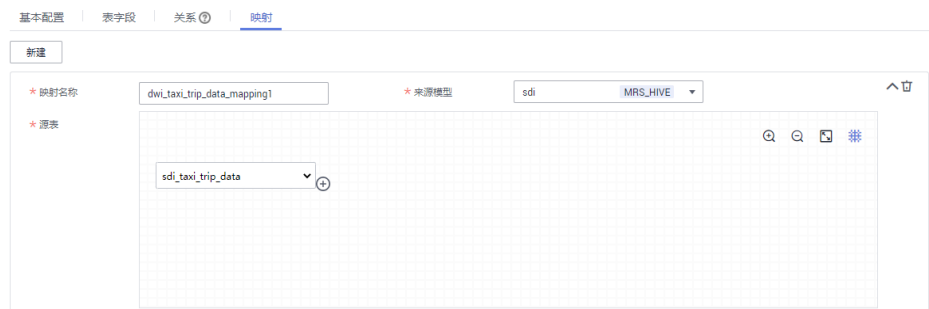 基本配置 表字段 关系 映射
新建
* 映射名称 dwi_taxi_trip_data_mapping1 * 来源模型 sdi MRS_HIVE
* 源表
sdi_taxi_trip_data